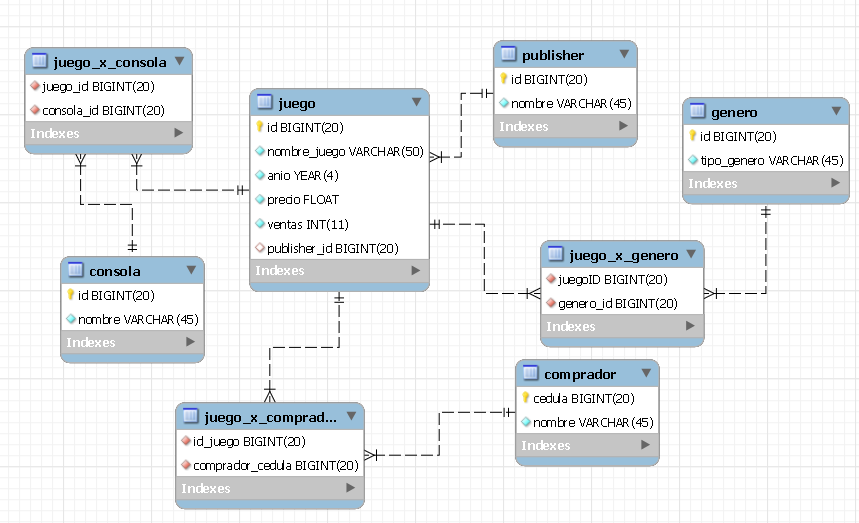 juego_x_consola
juego_id BIGINT(20)
consola_id BIGINT(20)
Indexes
publisher
id BIGINT(20)
nombre VARCHAR(45)
Indexes
juego
id BIGINT(20)
nombre_juego VARCHAR(50)
anio YEAR(4)
precio FLOAT
ventas INT(11)
publisher_id BIGINT(20)
Indexes
genero
id BIGINT(20)
tipo_genero VARCHAR(45)
Indexes
consola
id BIGINT(20)
nombre VARCHAR(45)
Indexes
juego_x_genero
juegoID BIGINT(20)
genero_id BIGINT(20)
Indexes
juego_x_comprad...
id_juego BIGINT(20)
comprador_cedula BIGINT(20)
Indexes
comprador
cedula BIGINT(20)
nombre VARCHAR(45)
Indexes